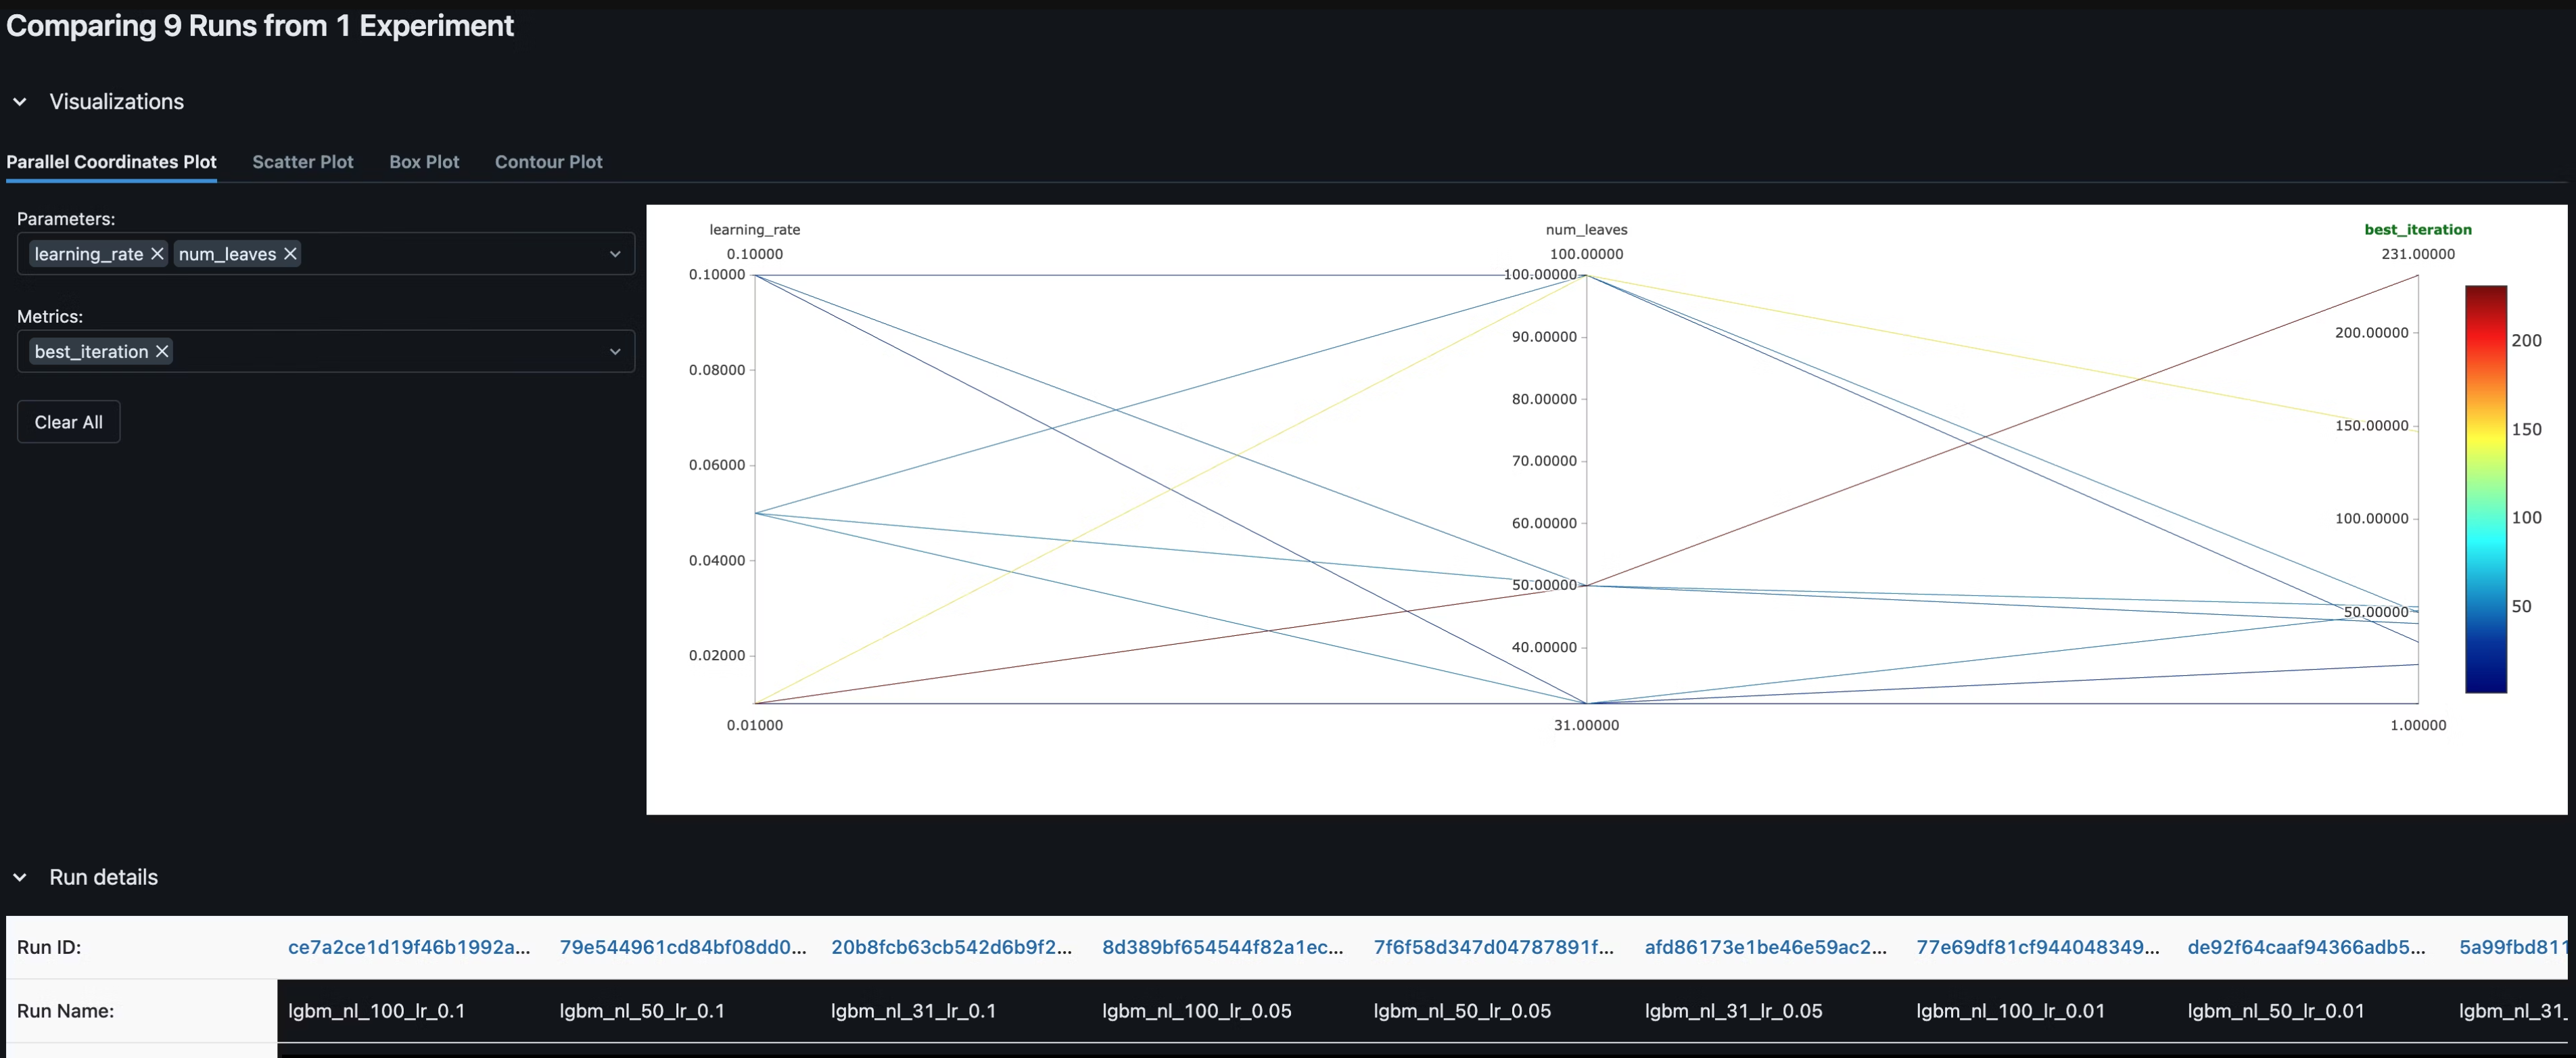 Comparing 9 Runs from 1 Experiment
Visualizations
Parallel Coordinates Plot Scatter Plot Box Plot Contour Plot
Parameters:
learning_rate num_leaves
Metrics:
best_iteration
Clear All
learning_rate num_leaves best_iteration
0.10000 100.00000 231.00000
0.10000 100.00000
90.00000 200.00000 200
0.08000
80.00000
150.00000 150
0.06000 70.00000
60.00000 100.00000 100
0.04000
50.00000
50.00000 50
0.02000 40.00000
0.01000 31.00000 1.00000
Run details
Run ID: ce7a2ce1d19f46b1992a... 79e544961cd84bf08dd0... 20b8fcb63cb542d6b9f2... 8d389bf654544f82a1ec... 7f6f58d347d04787891f... afd86173e1be46e59ac2... 77e69df81cf944048349... de92f64caaf94366adb5... 5a99fbd811
Run Name: lgbm_nl_100_lr_0.1 lgbm_nl_50_lr_0.1 lgbm_nl_31_lr_0.1 lgbm_nl_100_lr_0.05 lgbm_nl_50_lr_0.05 lgbm_nl_31_lr_0.05 lgbm_nl_100_lr_0.01 lgbm_nl_50_lr_0.01 lgbm_nl_31_